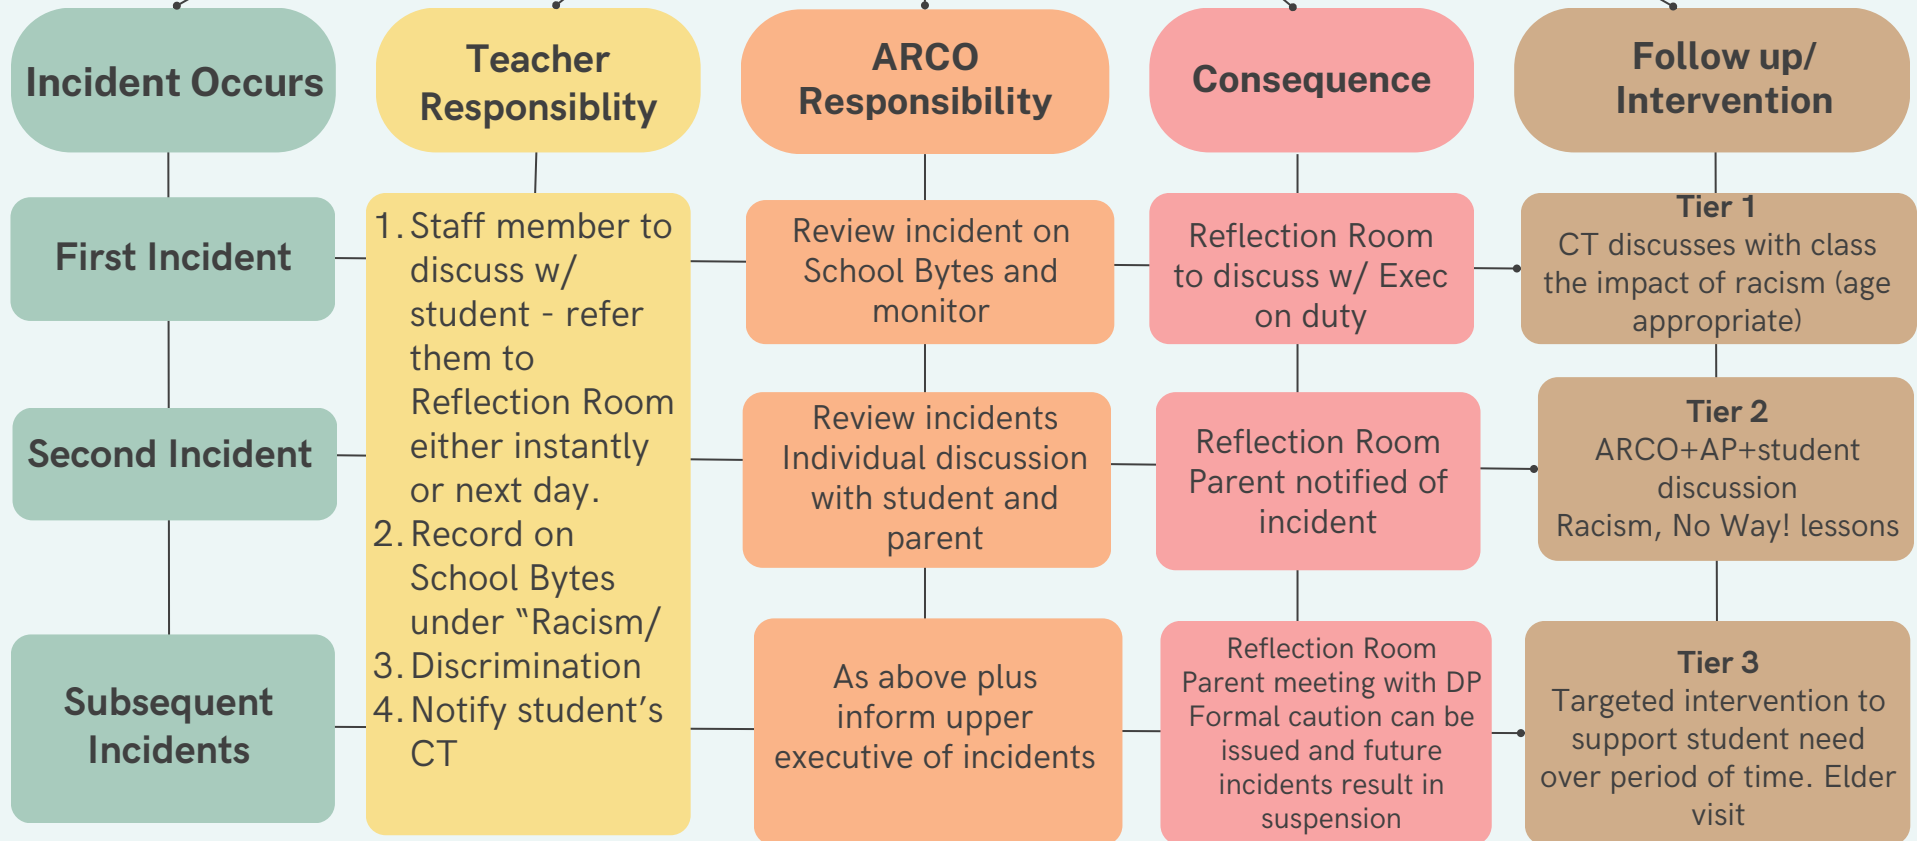 Incident Occurs
Teacher
Responsiblity
ARCO
Responsibility
Consequence
Follow up/
Intervention
First Incident
Second Incident
Subsequent
Incidents
1. Staff member to
discuss w/
student - refer
them to
Reflection Room
either instantly
or next day.
2. Record on
School Bytes
under “Racism/
3. Discrimination
4. Notify student’s
CT
Review incident on
School Bytes and
monitor
Review incidents
Individual discussion
with student and
parent
As above plus
inform upper
executive of incidents
Reflection Room
to discuss w/ Exec
on duty
Reflection Room
Parent notified of
incident
Reflection Room
Parent meeting with DP
Formal caution can be
issued and future
incidents result in
suspension
Tier 1
CT discusses with class
the impact of racism (age
appropriate)
Tier 2
ARCO+AP+student
discussion
Racism, No Way! lessons
Tier 3
Targeted intervention to
support student need
over period of time. Elder
visit